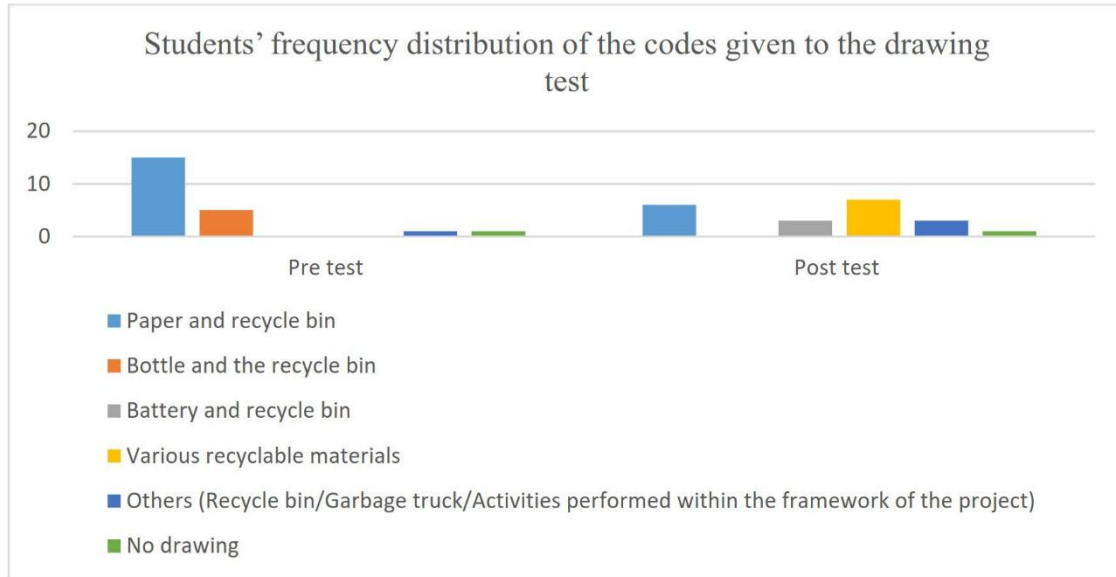 Students’ frequency distribution of the codes given to the drawing
test
20
10
0
Pre test
Post test
Paper and recycle bin
Bottle and the recycle bin
Battery and recycle bin
Various recyclable materials
Others (Recycle bin/Garbage truck/Activities performed within the framework of the project)
No drawing